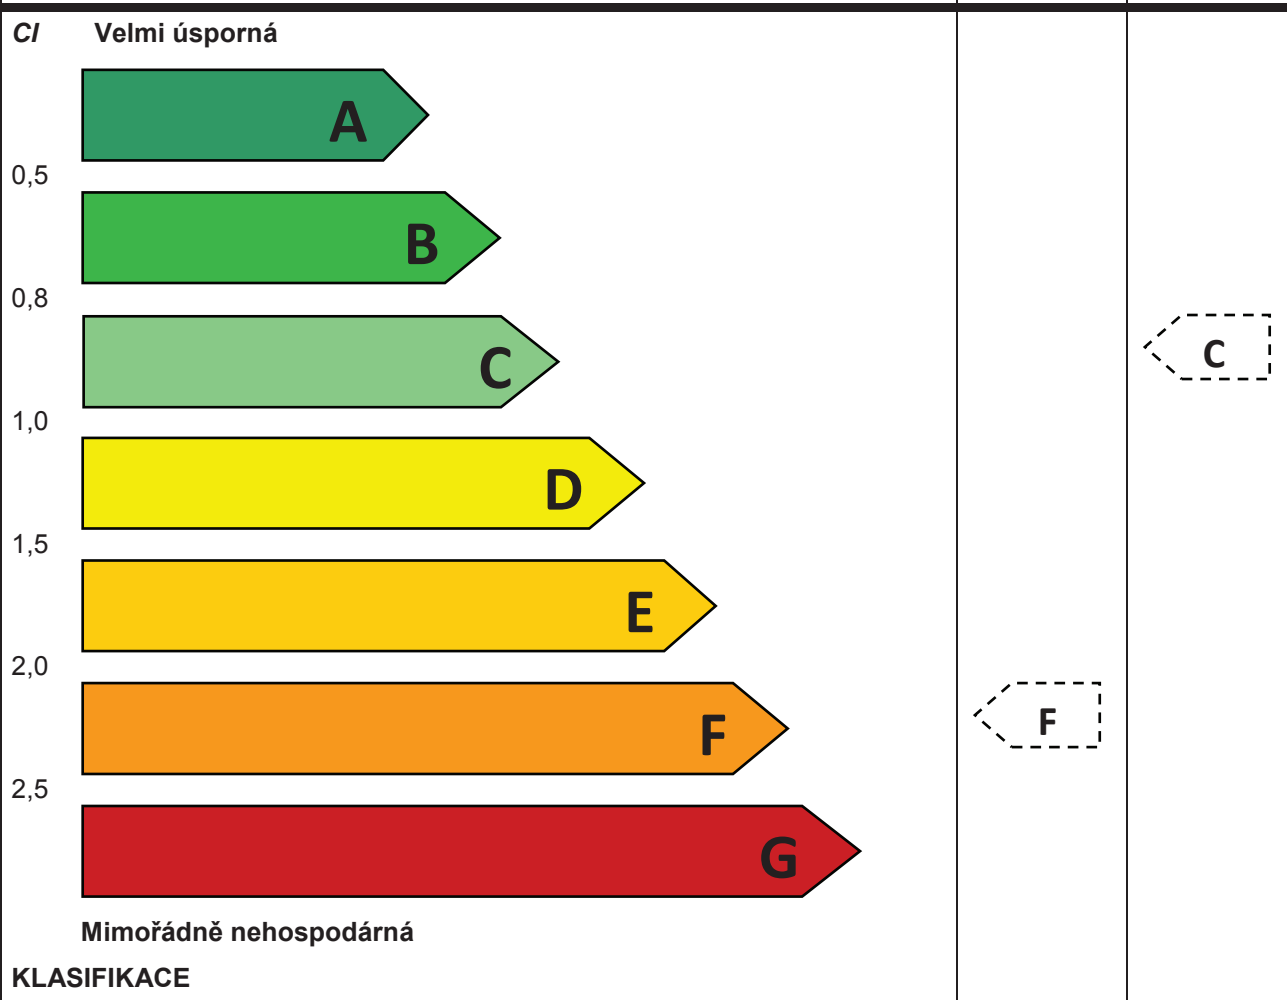 CI Velmi úsporná
A
0,5
B
0,8
C
C
1,0
D
1,5
E
2,0
F
F
2,5
G
Mimořádně nehospodárná
KLASIFIKACE